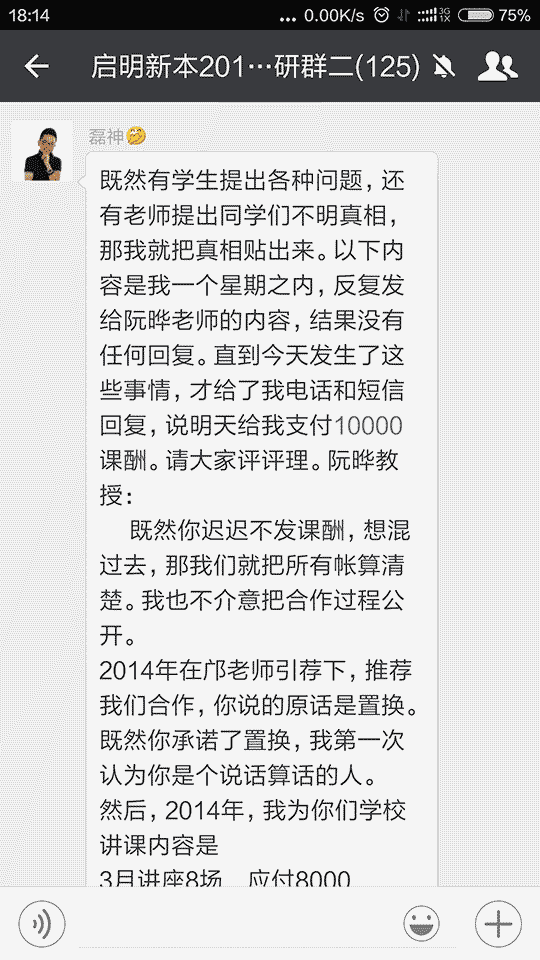 18:14
... 0.00K/s 3G 1X 75%
启明新本201…研群二(125)
磊神
既然有学生提出各种问题，还
有老师提出同学们不明真相，
那我就把真相贴出来。以下内
容是我一个星期之内，反复发
给阮晔老师的内容，结果没有
任何回复。直到今天发生了这
些事情，才给了我电话和短信
回复，说明天给我支付10000
课酬。请大家评评理。阮晔教
授：
既然你迟迟不发课酬，想混
过去，那我们就把所有帐算清
楚。我也不介意把合作过程公
开。
2014年在邝老师引荐下，推荐
我们合作，你说的原话是置换。
既然你承诺了置换，我第一次
认为你是个说话算话的人。
然后，2014年，我为你们学校
讲课内容是
3月讲座8场 应付8000